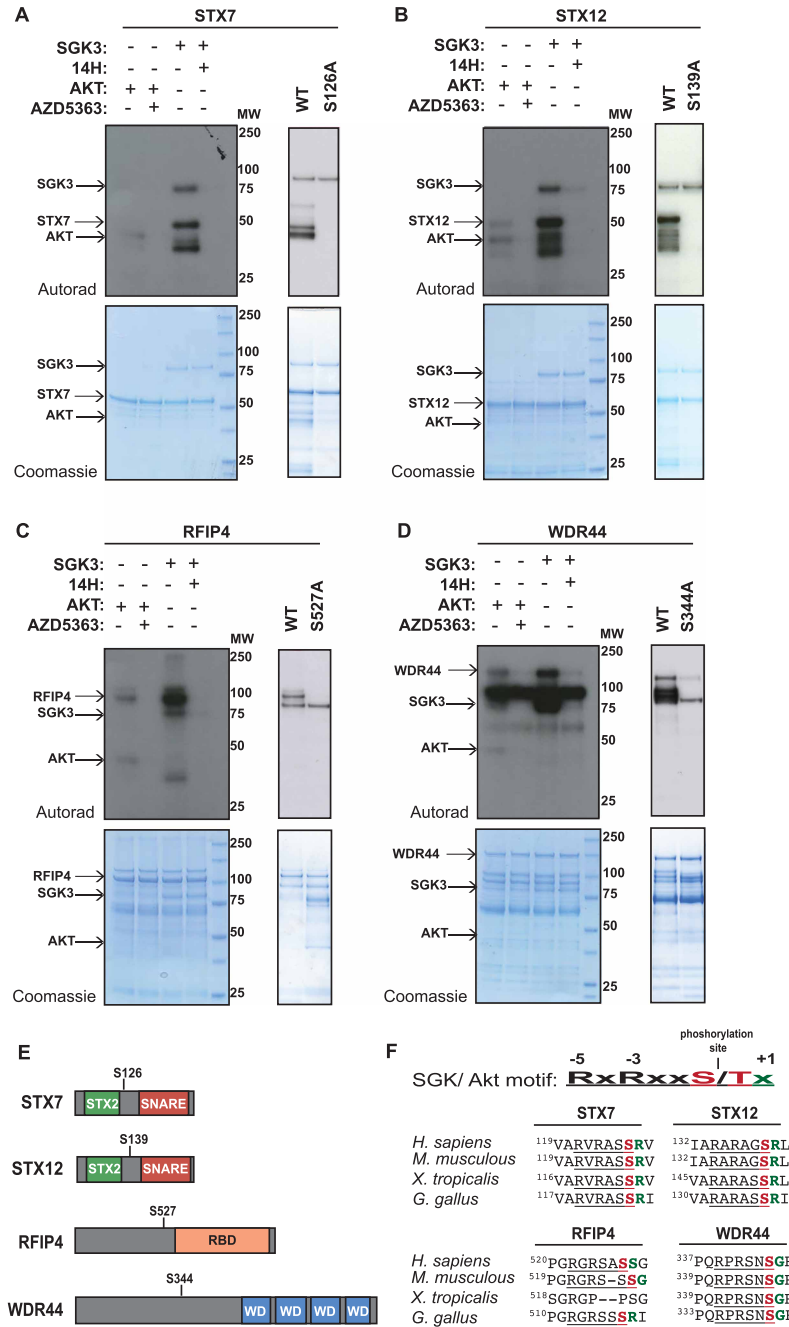 A
STX7
SGK3: - - + +
14H: - - - +
AKT: + + - -
AZD5363: - + - -
WT
S126A
MW
250
100
75
50
25
SGK3
STX7
AKT
Autorad
250
100
75
50
25
SGK3
STX7
AKT
Coomassie
B
STX12
SGK3: - - + +
14H: - - - +
AKT: + + - -
AZD5363: - + - -
WT
S139A
MW
250
100
75
50
25
SGK3
STX12
AKT
Autorad
250
100
75
50
25
SGK3
STX12
AKT
Coomassie
C
RFIP4
SGK3: - - + +
14H: - - - +
AKT: + + - -
AZD5363: - + - -
WT
S527A
MW
250
100
75
50
25
RFIP4
SGK3
AKT
Autorad
250
100
75
50
25
RFIP4
SGK3
AKT
Coomassie
D
WDR44
SGK3: - - + +
14H: - - - +
AKT: + + - -
AZD5363: - + - -
WT
S344A
MW
250
100
75
50
25
WDR44
SGK3
AKT
Autorad
250
100
75
50
25
WDR44
SGK3
AKT
Coomassie
E
S126
STX7 STX2 SNARE
S139
STX12 STX2 SNARE
S527
RFIP4 RBD
S344
WDR44 WD WD WD WD
F
phoshorylation
site
-5 -3 +1
SGK/ Akt motif: RxRxxS/Tx
STX7 STX12
H. sapiens 119VARVRASSRV 132IARARAGSRL
M. musculous 119VARVRASSRV 132IARARAGSRL
X. tropicalis 116VARVRASSRV 145VARARASSRL
G. gallus 117VARVRASSRI 130VARARASSRL
RFIP4 WDR44
H. sapiens 520PGRGRSASSG 337PQRPRSNSG
M. musculous 519PGRGRS-SSG 339PQRPRSNSG
X. tropicalis 518SGRGP--PSG 339PQRPRSNSG
G. gallus 510PGRGRSSSRI 333PQRPRSNSG